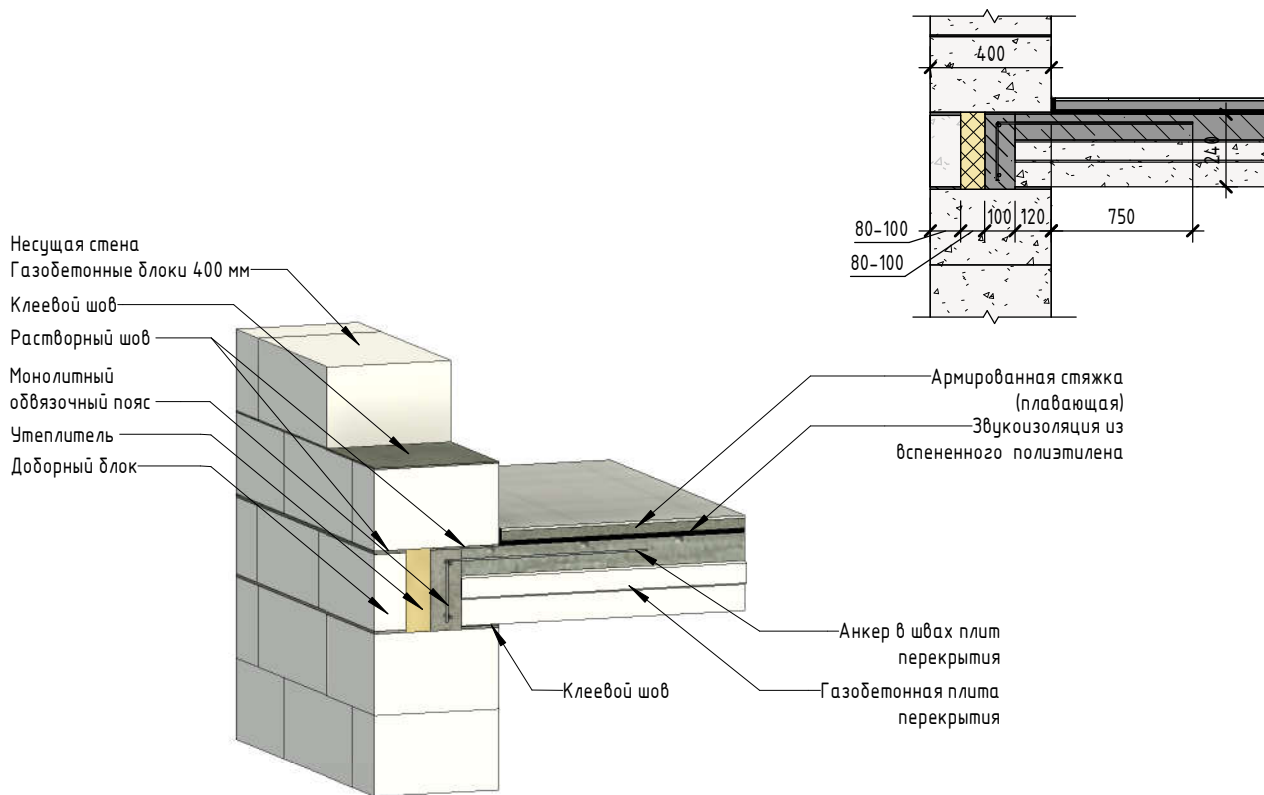 400
240
100
120
750
80-100
80-100
Несущая стена
Газобетонные блоки 400 мм
Клеевой шов
Растворный шов
Монолитный
обвязочный пояс
Утеплитель
Доборный блок
Армированная стяжка
(плавающая)
Звукоизоляция из
вспененного полиэтилена
Анкер в швах плит
перекрытия
Клеевой шов
Газобетонная плита
перекрытия